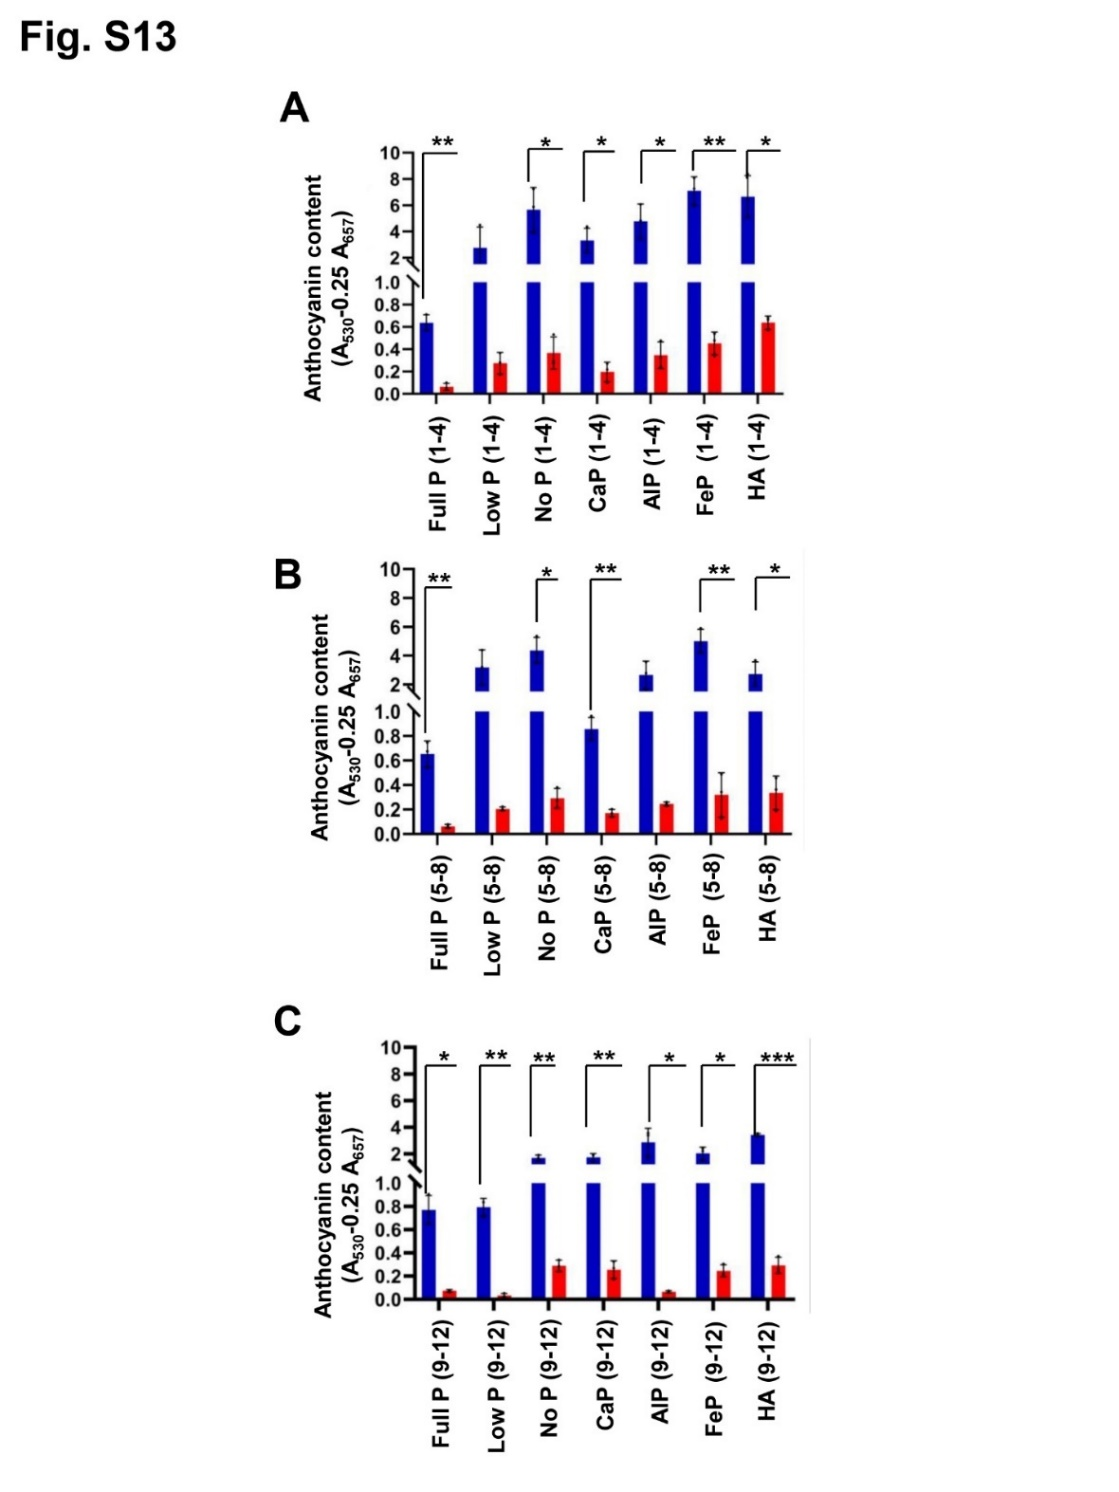 Fig. S13
A
** * * * ** *
Anthocyanin content
(A530-0.25 A657)
10
8
6
4
2
1.0
0.8
0.6
0.4
0.2
0.0
Full P (1-4)
Low P (1-4)
No P (1-4)
CaP (1-4)
AlP (1-4)
FeP (1-4)
HA (1-4)
B
** * ** ** *
Anthocyanin content
(A530-0.25 A657)
10
8
6
4
2
1.0
0.8
0.6
0.4
0.2
0.0
Full P (5-8)
Low P (5-8)
No P (5-8)
CaP (5-8)
AlP (5-8)
FeP (5-8)
HA (5-8)
C
* ** ** ** * * ***
Anthocyanin content
(A530-0.25 A657)
10
8
6
4
2
1.0
0.8
0.6
0.4
0.2
0.0
Full P (9-12)
Low P (9-12)
No P (9-12)
CaP (9-12)
AlP (9-12)
FeP (9-12)
HA (9-12)